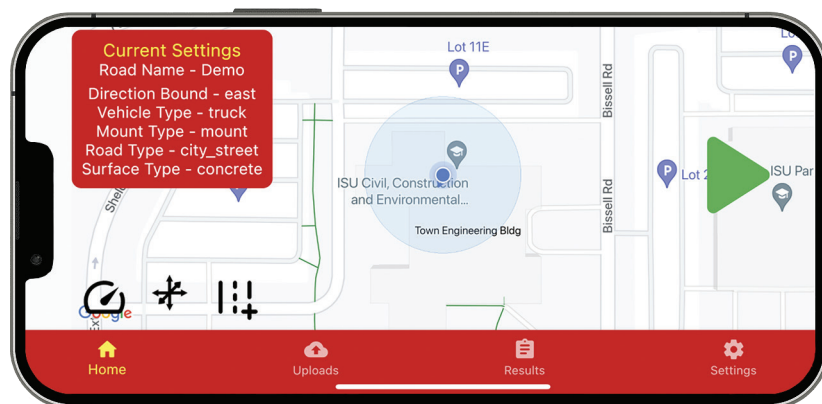 Current Settings
Road Name - Demo
Direction Bound - east
Vehicle Type - truck
Mount Type - mount
Road Type - city_street
Surface Type - concrete
Lot 11E
P
P
Bissell Rd
ISU Civil, Construction
and Environmental...
Town Engineering Bldg
Bissell Rd
P
Lot 2
ISU Par
Google
Home
Uploads
Results
Settings